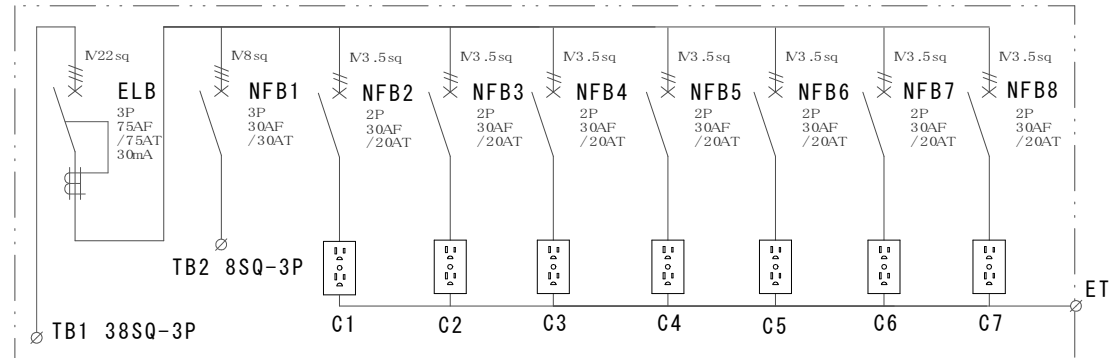 IV22sq
ELB
3P
75AF
/75AT
30mA
IV8sq
NFB1
3P
30AF
/30AT
IV3.5sq
NFB2
2P
30AF
/20AT
IV3.5sq
NFB3
2P
30AF
/20AT
IV3.5sq
NFB4
2P
30AF
/20AT
IV3.5sq
NFB5
2P
30AF
/20AT
IV3.5sq
NFB6
2P
30AF
/20AT
IV3.5sq
NFB7
2P
30AF
/20AT
IV3.5sq
NFB8
2P
30AF
/20AT
TB2 8SQ-3P
ET
TB1 38SQ-3P
C1
C2
C3
C4
C5
C6
C7